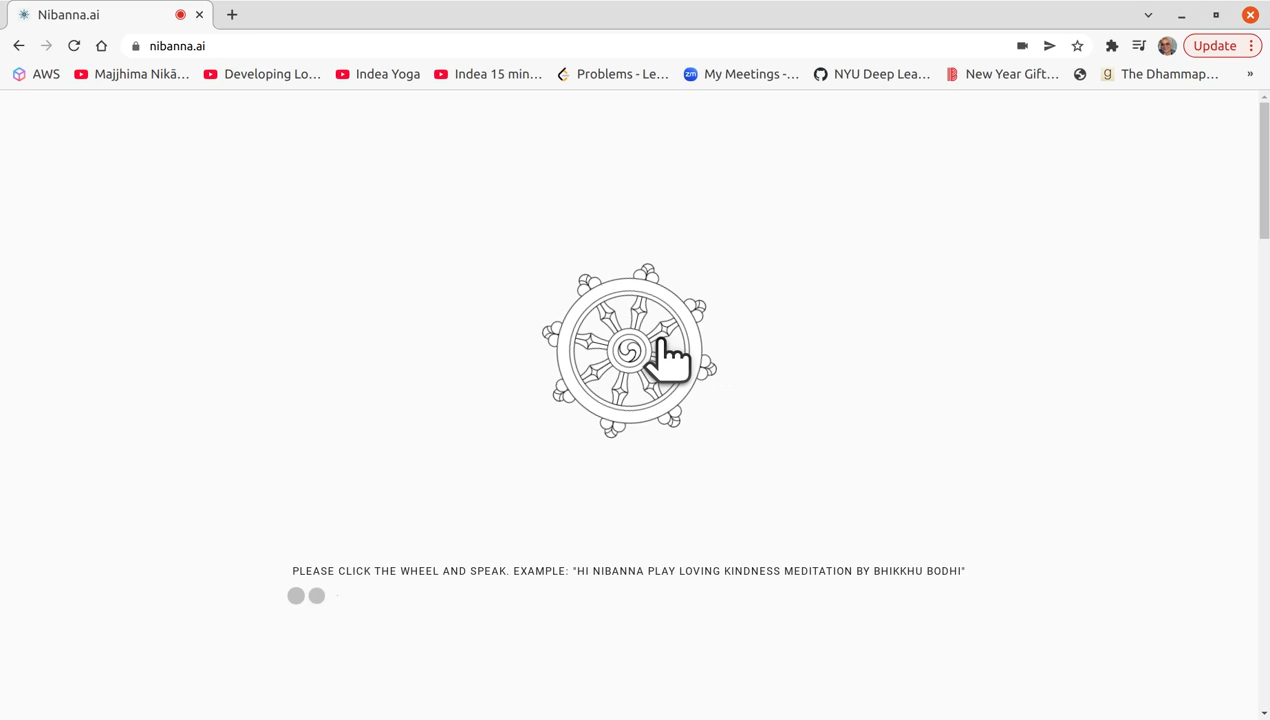 Nibanna.ai
nibanna.ai
Update
AWS
Majjhima Nikā...
Developing Lo...
Indea Yoga
Indea 15 min...
Problems - Le...
zm
My Meetings -...
NYU Deep Lea...
New Year Gift...
g
The Dhammap...
»
PLEASE CLICK THE WHEEL AND SPEAK. EXAMPLE: "HI NIBANNA PLAY LOVING KINDNESS MEDITATION BY BHIKKHU BODHI"